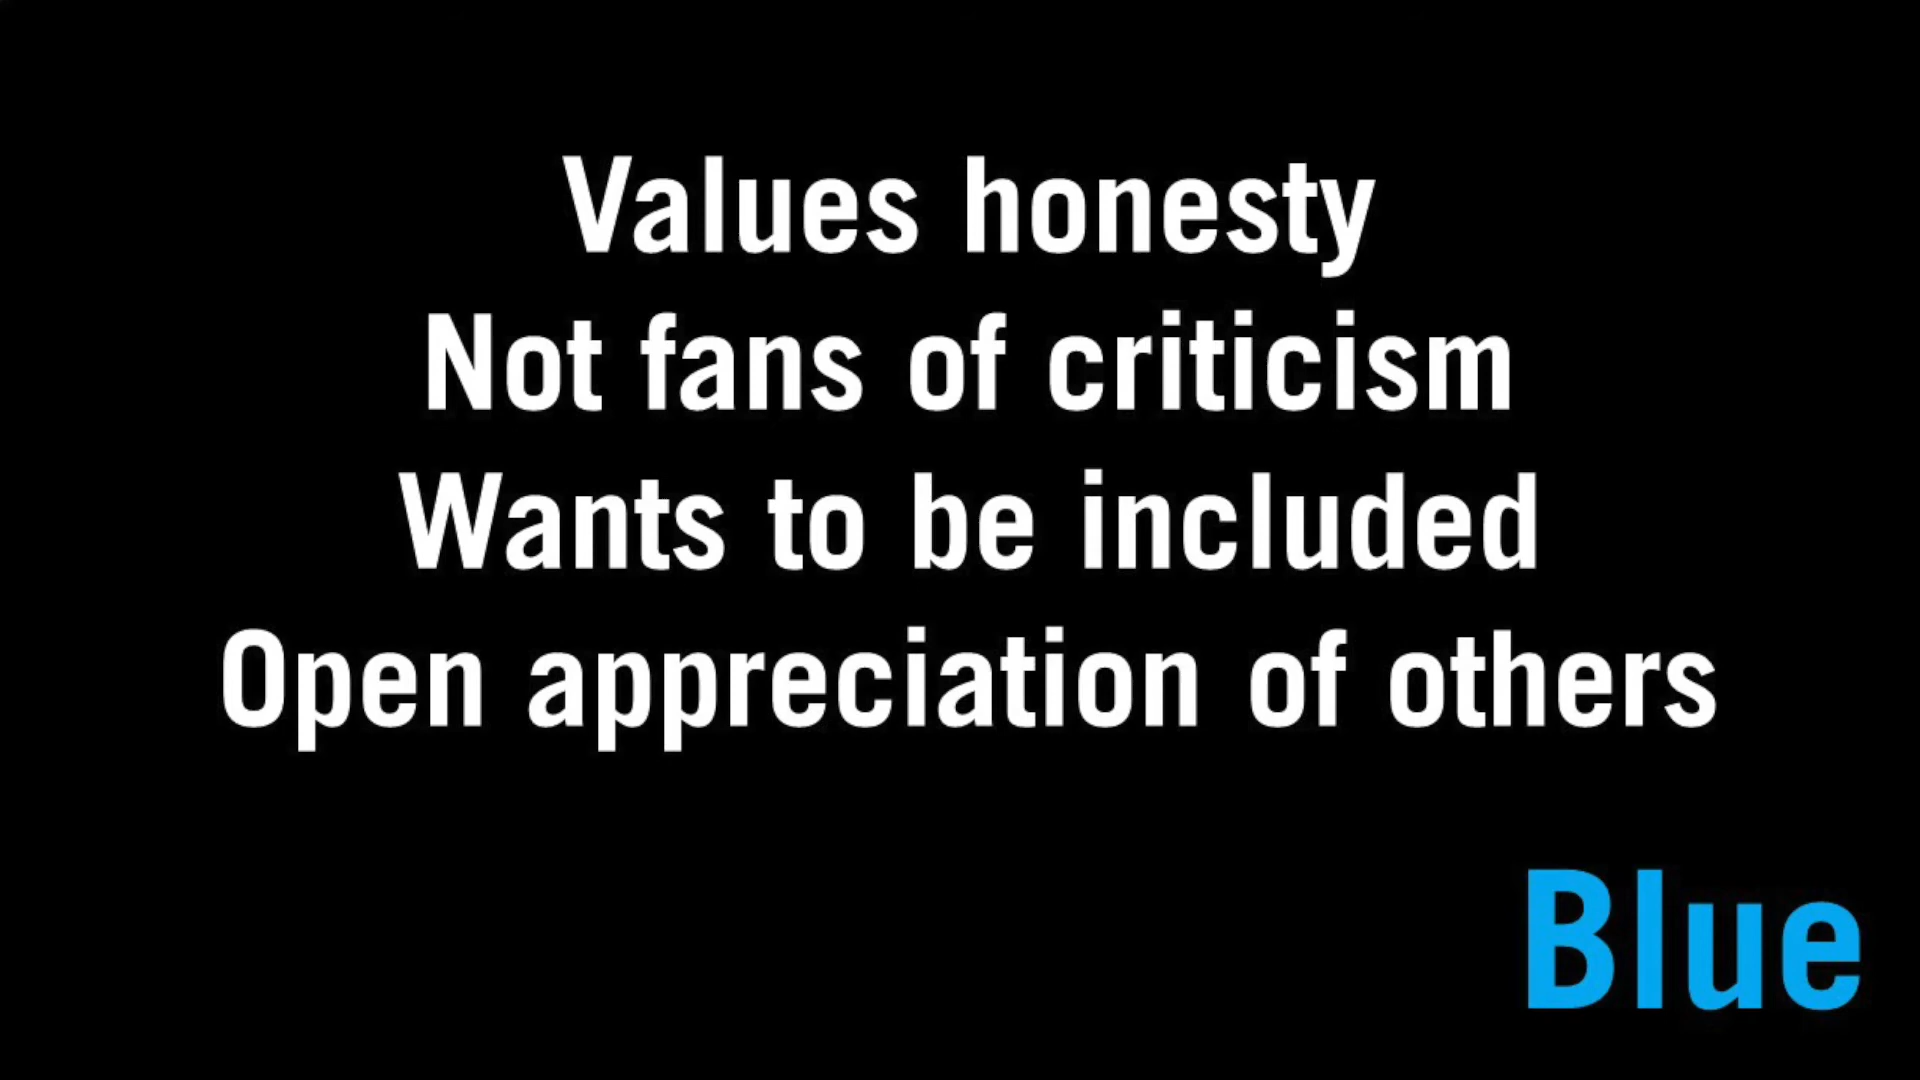 Values honesty
Not fans of criticism
Wants to be included
Open appreciation of others
Blue